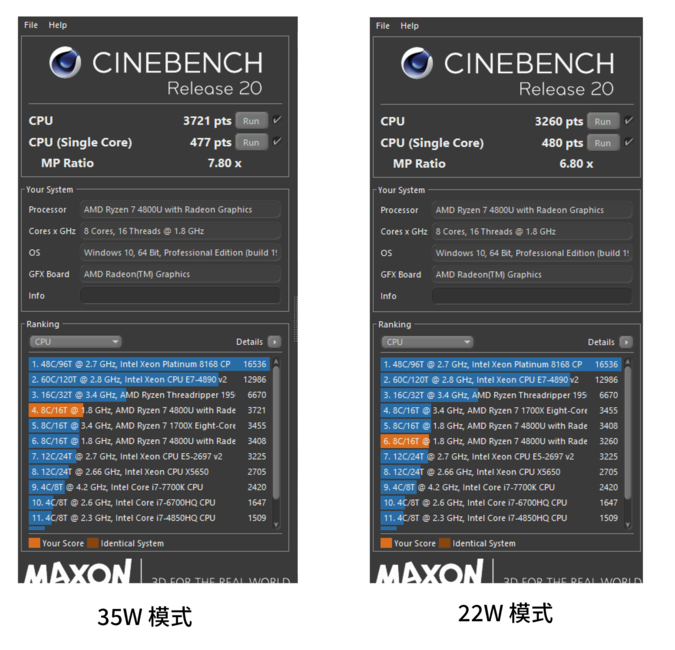 File Help
CINEBENCH
Release 20
CPU 3721 pts Run
CPU (Single Core) 477 pts Run
MP Ratio 7.80 x
Your System
Processor AMD Ryzen 7 4800U with Radeon Graphics
Cores x GHz 8 Cores, 16 Threads @ 1.8 GHz
OS Windows 10, 64 Bit, Professional Edition (build
GFX Board AMD Radeon(TM) Graphics
Info
Ranking
CPU Details
1. 48C/96T @ 2.7 GHz, Intel Xeon Platinum 8168 CP 16536
2. 60C/120T @ 2.8 GHz, Intel Xeon CPU E7-4890 v2 12986
3. 16C/32T @ 3.4 GHz, AMD Ryzen Threadripper 195 6670
4. 8C/16T @ 1.8 GHz, AMD Ryzen 7 4800U with Rade 3721
5. 8C/16T @ 3.4 GHz, AMD Ryzen 7 1700X Eight-Core 3455
6. 8C/16T @ 1.8 GHz, AMD Ryzen 7 4800U with Rade 3408
7. 12C/24T @ 2.7 GHz, Intel Xeon CPU E5-2697 v2 3225
8. 12C/24T @ 2.66 GHz, Intel Xeon CPU X5650 2705
9. 4C/8T @ 4.2 GHz, Intel Core i7-7700K CPU 2420
10. 4C/8T @ 2.6 GHz, Intel Core i7-6700HQ CPU 1647
11. 4C/8T @ 2.3 GHz, Intel Core i7-4850HQ CPU 1509
Your Score Identical System
MAXON 3D FOR THE REAL WORLD
35W 模式
File Help
CINEBENCH
Release 20
CPU 3260 pts Run
CPU (Single Core) 480 pts Run
MP Ratio 6.80 x
Your System
Processor AMD Ryzen 7 4800U with Radeon Graphics
Cores x GHz 8 Cores, 16 Threads @ 1.8 GHz
OS Windows 10, 64 Bit, Professional Edition (build
GFX Board AMD Radeon(TM) Graphics
Info
Ranking
CPU Details
1. 48C/96T @ 2.7 GHz, Intel Xeon Platinum 8168 CP 16536
2. 60C/120T @ 2.8 GHz, Intel Xeon CPU E7-4890 v2 12986
3. 16C/32T @ 3.4 GHz, AMD Ryzen Threadripper 195 6670
4. 8C/16T @ 3.4 GHz, AMD Ryzen 7 1700X Eight-Core 3455
5. 8C/16T @ 1.8 GHz, AMD Ryzen 7 4800U with Rade 3408
6. 8C/16T @ 1.8 GHz, AMD Ryzen 7 4800U with Rade 3260
7. 12C/24T @ 2.7 GHz, Intel Xeon CPU E5-2697 v2 3225
8. 12C/24T @ 2.66 GHz, Intel Xeon CPU X5650 2705
9. 4C/8T @ 4.2 GHz, Intel Core i7-7700K CPU 2420
10. 4C/8T @ 2.6 GHz, Intel Core i7-6700HQ CPU 1647
11. 4C/8T @ 2.3 GHz, Intel Core i7-4850HQ CPU 1509
Your Score Identical System
MAXON 3D FOR THE REAL WORLD
22W 模式